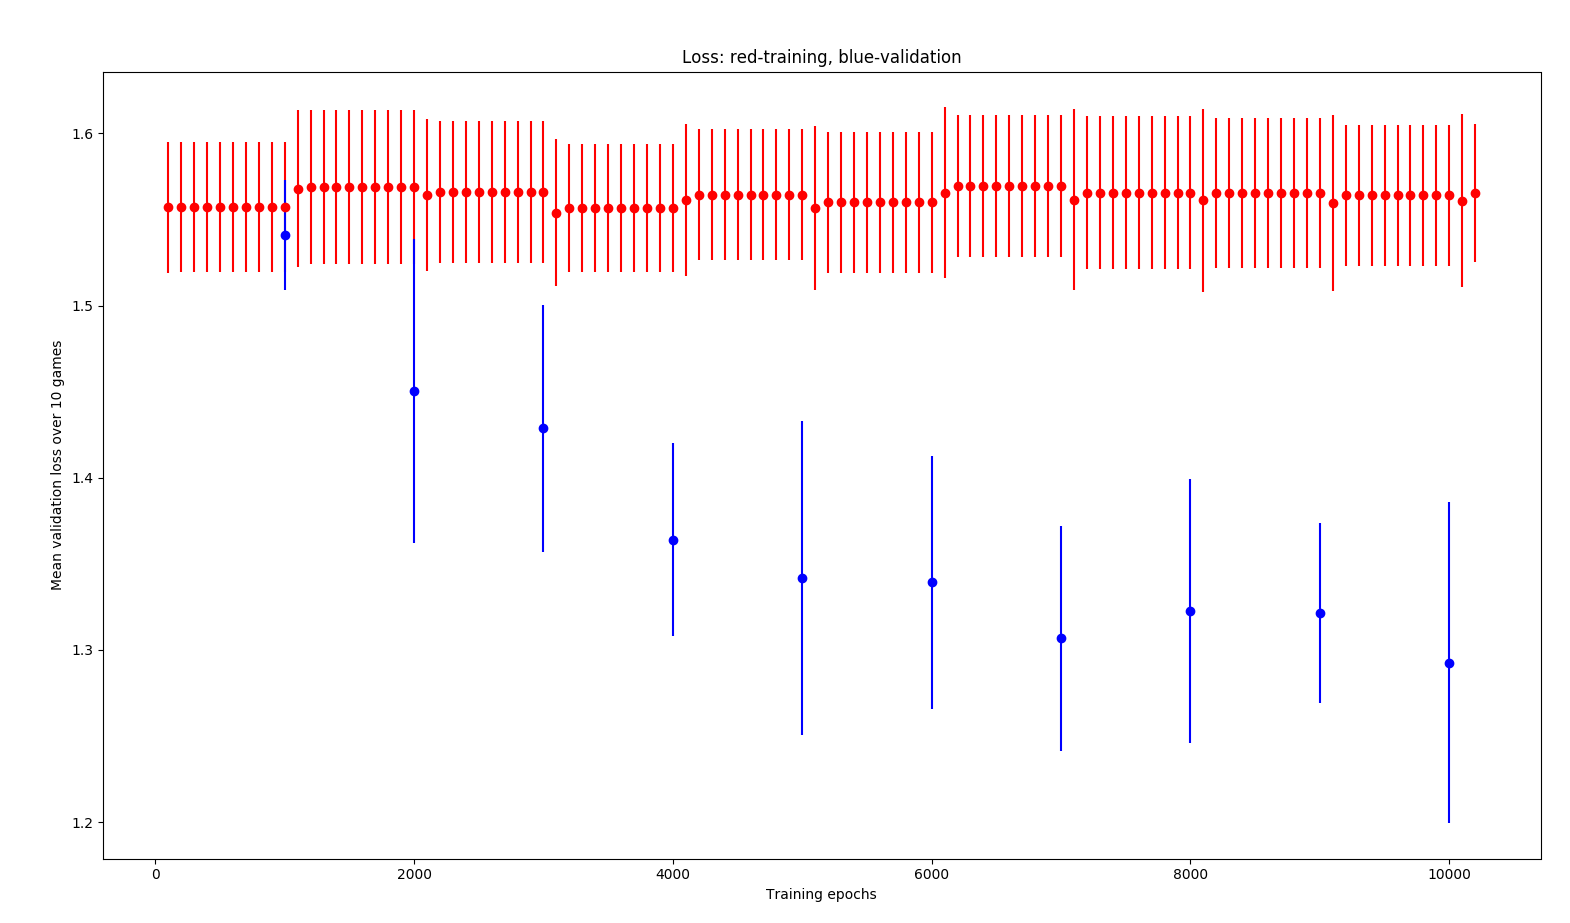 Loss: red-training, blue-validation
1.6
1.5
1.4
1.3
1.2
Mean validation loss over 10 games
0 2000 4000 6000 8000 10000
Training epochs